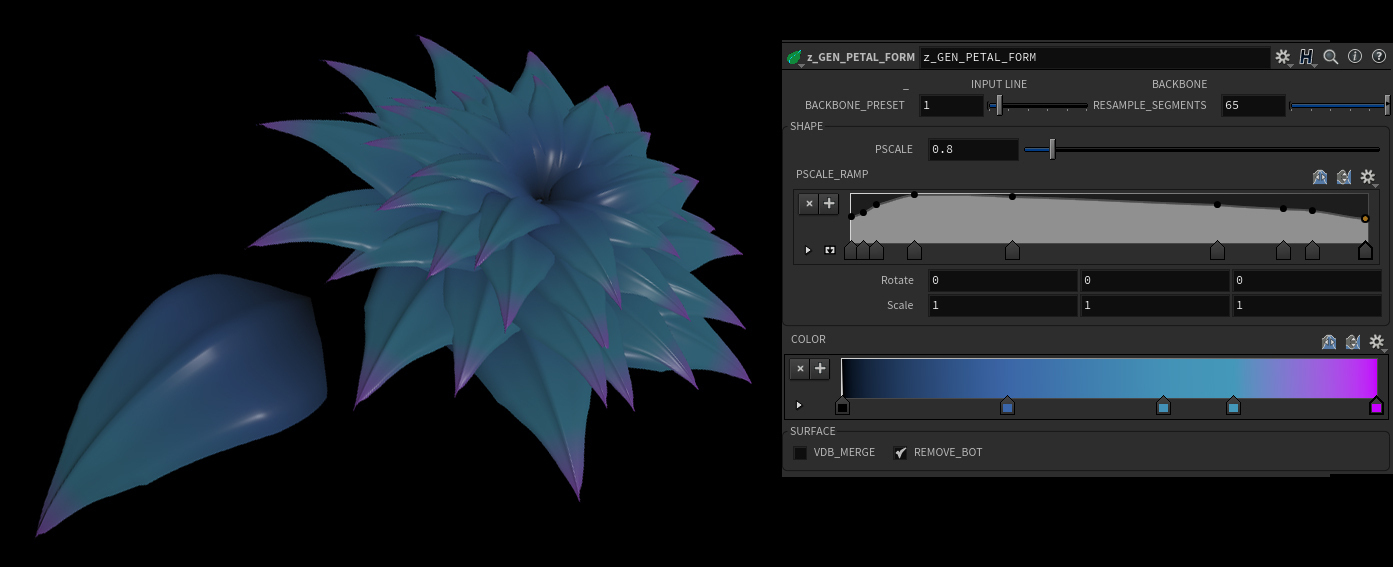 z_GEN_PETAL_FORM z_GEN_PETAL_FORM
_ INPUT LINE BACKBONE
BACKBONE_PRESET 1 RESAMPLE_SEGMENTS 65
SHAPE
PSCALE 0.8
PSCALE_RAMP
Rotate 0 0 0
Scale 1 1 1
COLOR
SURFACE
VDB_MERGE REMOVE_BOT